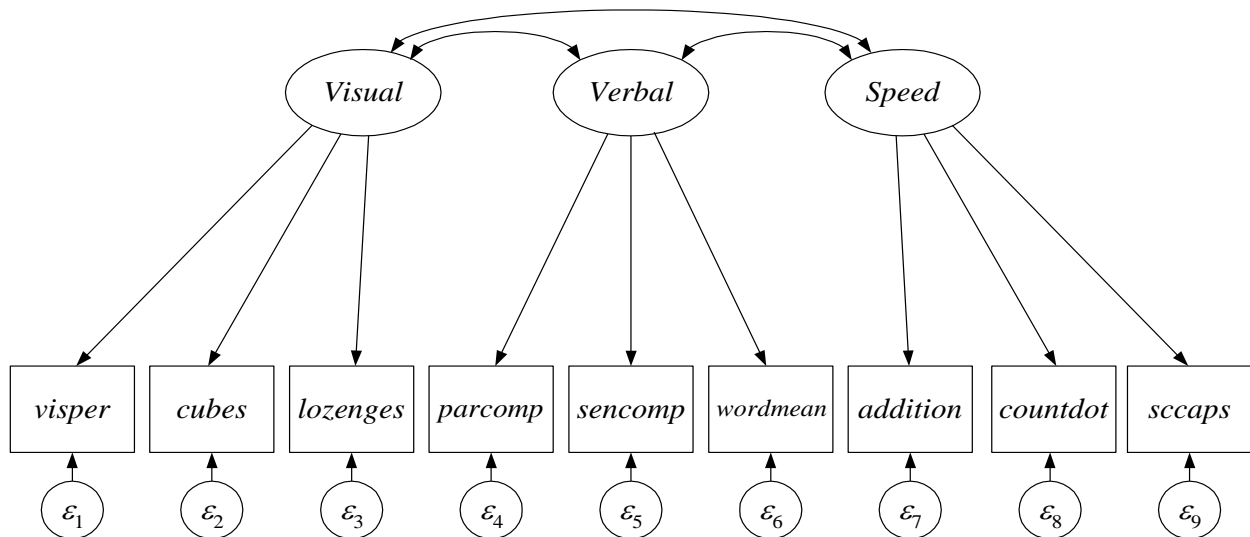 Visual Verbal Speed
visper cubes lozenges parcomp sencomp wordmean addition countdot sccaps
ε1 ε2 ε3 ε4 ε5 ε6 ε7 ε8 ε9